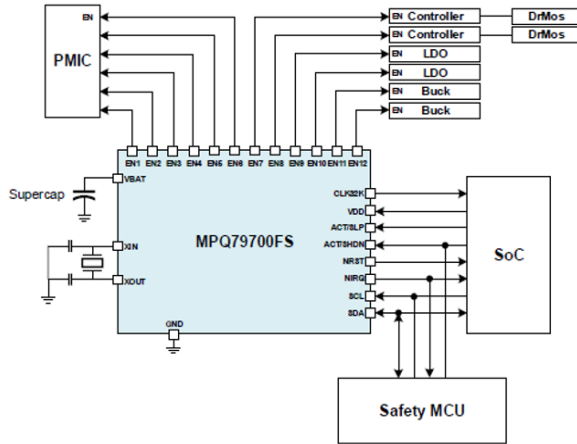 EN
PMIC
EN Controller DrMos
EN Controller DrMos
EN LDO
EN LDO
EN Buck
EN Buck
EN1 EN2 EN3 EN4 EN5 EN6 EN7 EN8 EN9 EN10 EN11 EN12
Supercap
VBAT
CLK32K
VDD
ACT/SLP
XIN
MPQ79700FS
ACT/SHDN
SoC
NRST
XOUT
NIRQ
SCL
GND
SDA
Safety MCU